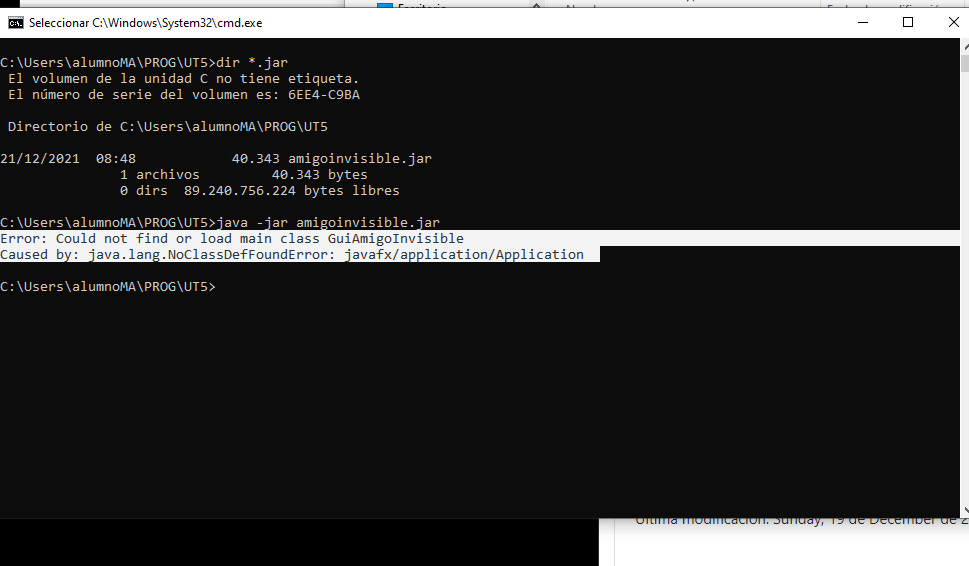 Escritorio
Seleccionar C:\Windows\System32\cmd.exe
C:\Users\alumnoMA\PROG\UT5>dir *.jar
El volumen de la unidad C no tiene etiqueta.
El número de serie del volumen es: 6EE4-C9BA
Directorio de C:\Users\alumnoMA\PROG\UT5
21/12/2021  08:48            40.343 amigoinvisible.jar
1 archivos         40.343 bytes
0 dirs  89.240.756.224 bytes libres
C:\Users\alumnoMA\PROG\UT5>java -jar amigoinvisible.jar
Error: Could not find or load main class GuiAmigoInvisible
Caused by: java.lang.NoClassDefFoundError: javafx/application/Application
C:\Users\alumnoMA\PROG\UT5>
Última modificación: Sunday, 19 de December de 2